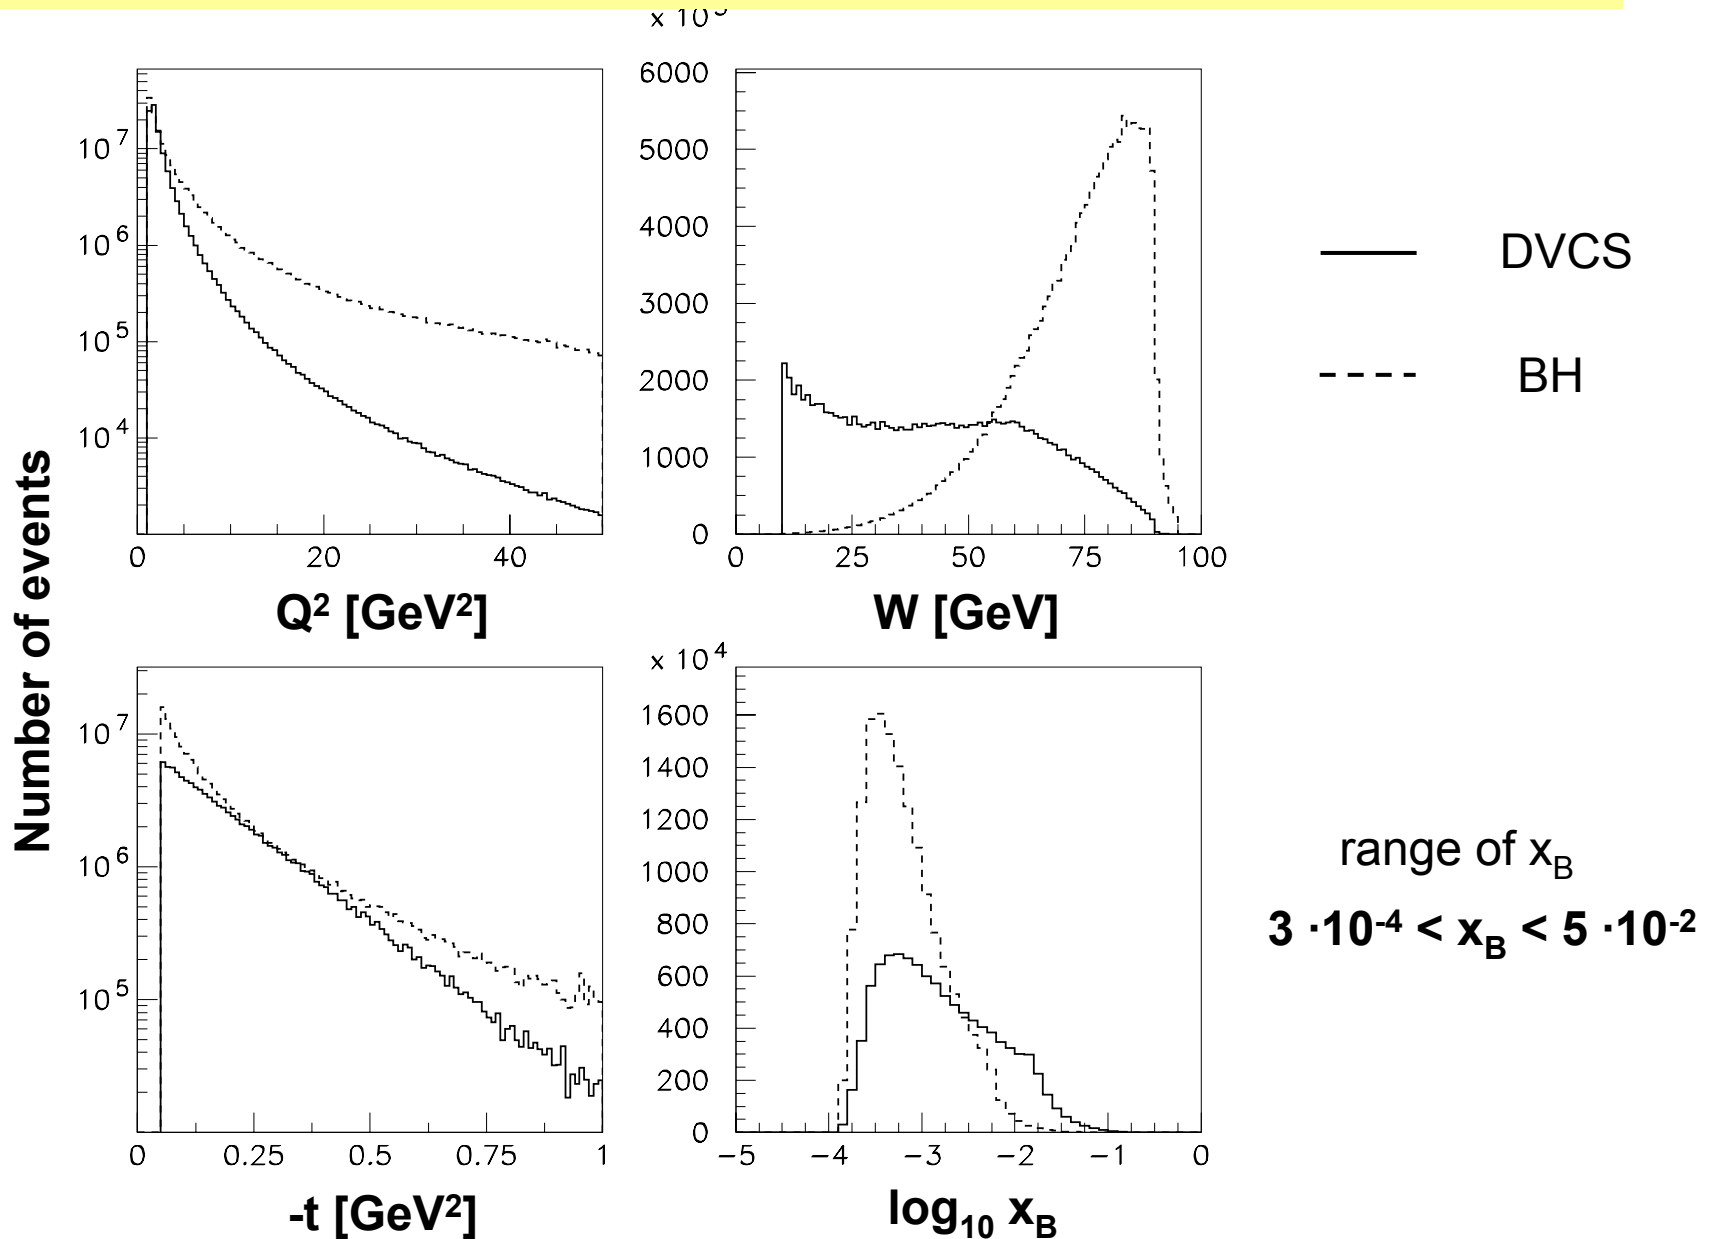 x 10
10^7
10^6
10^5
10^4
0 20 40
Q² [GeV²]
6000
5000
4000
3000
2000
1000
0
0 25 50 75 100
W [GeV]
DVCS
BH
Number of events
10^7
10^6
10^5
0 0.25 0.5 0.75 1
-t [GeV²]
x 10^4
1600
1400
1200
1000
800
600
400
200
0
−5 −4 −3 −2 −1 0
log₁₀ x_B
range of x_B
3 ·10⁻⁴ < x_B < 5 ·10⁻²